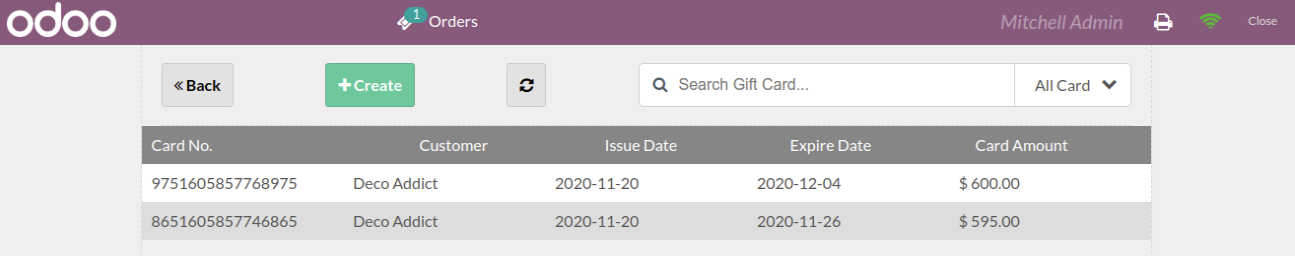 odoo 1 Orders Mitchell Admin Close
Back Create Search Gift Card... All Card
Card No. Customer Issue Date Expire Date Card Amount
9751605857768975 Deco Addict 2020-11-20 2020-12-04 $ 600.00
8651605857746865 Deco Addict 2020-11-20 2020-11-26 $ 595.00